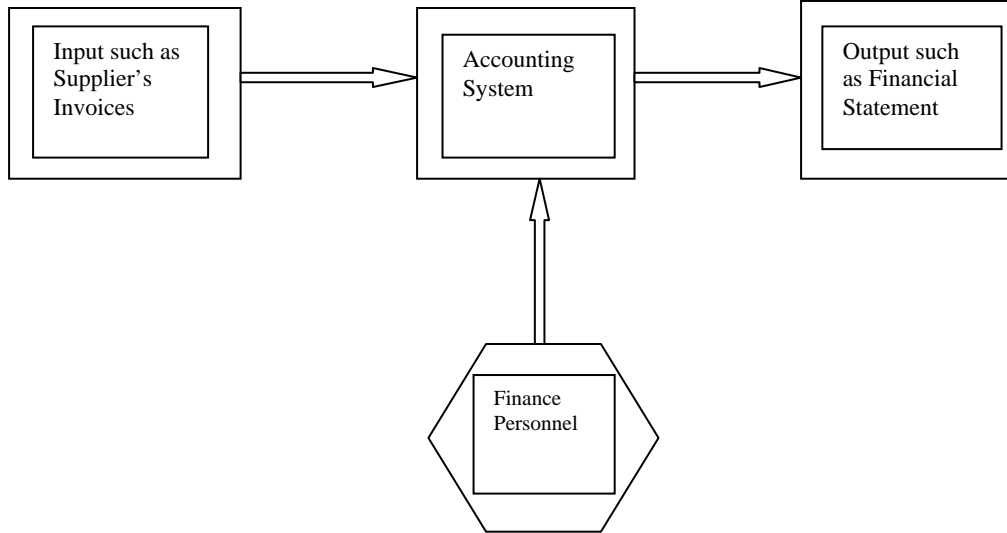 Input such as
Supplier’s
Invoices
Accounting
System
Output such
as Financial
Statement
Finance
Personnel